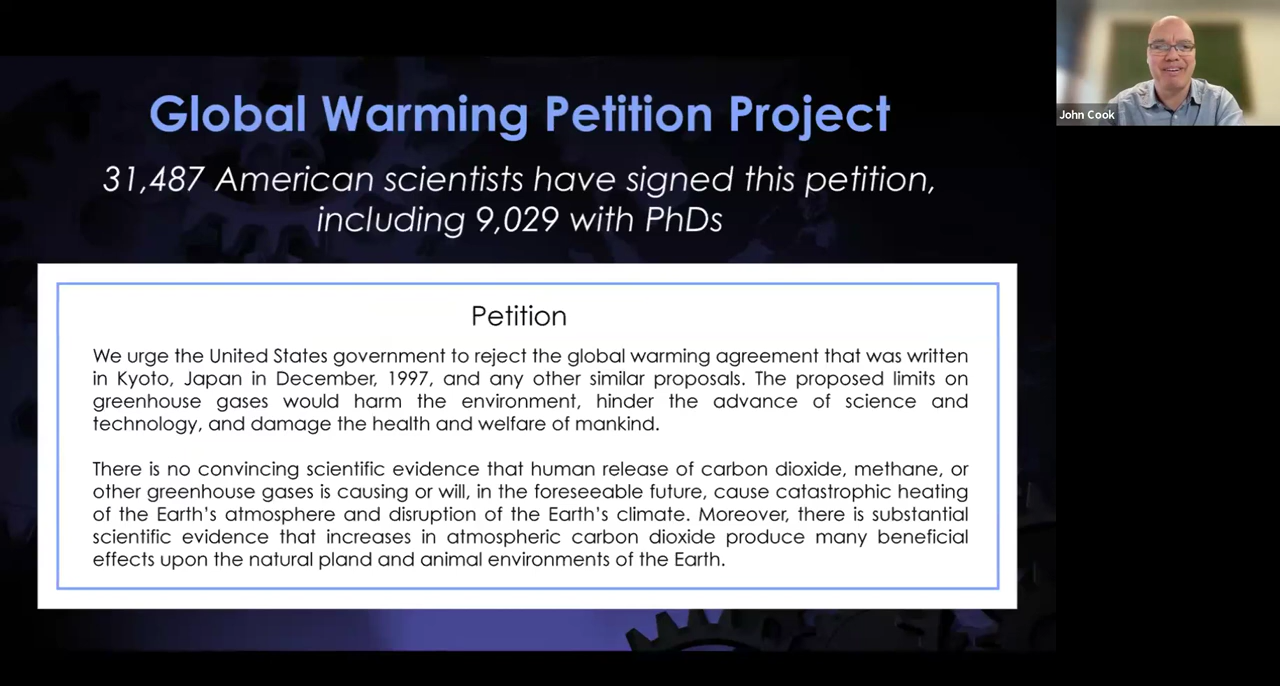 Global Warming Petition Project
31,487 American scientists have signed this petition,
including 9,029 with PhDs
Petition
We urge the United States government to reject the global warming agreement that was written
in Kyoto, Japan in December, 1997, and any other similar proposals. The proposed limits on
greenhouse gases would harm the environment, hinder the advance of science and
technology, and damage the health and welfare of mankind.
There is no convincing scientific evidence that human release of carbon dioxide, methane, or
other greenhouse gases is causing or will, in the foreseeable future, cause catastrophic heating
of the Earth’s atmosphere and disruption of the Earth’s climate. Moreover, there is substantial
scientific evidence that increases in atmospheric carbon dioxide produce many beneficial
effects upon the natural pland and animal environments of the Earth.
John Cook